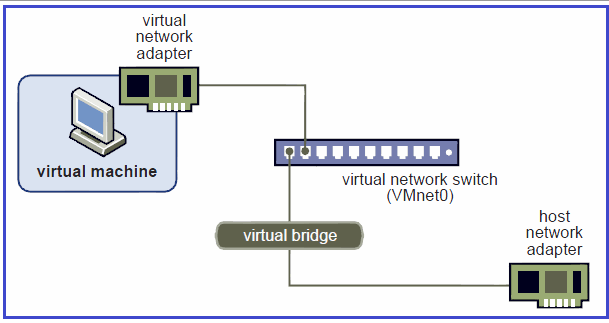 virtual
network
adapter
virtual machine
virtual network switch
(VMnet0)
virtual bridge
host
network
adapter